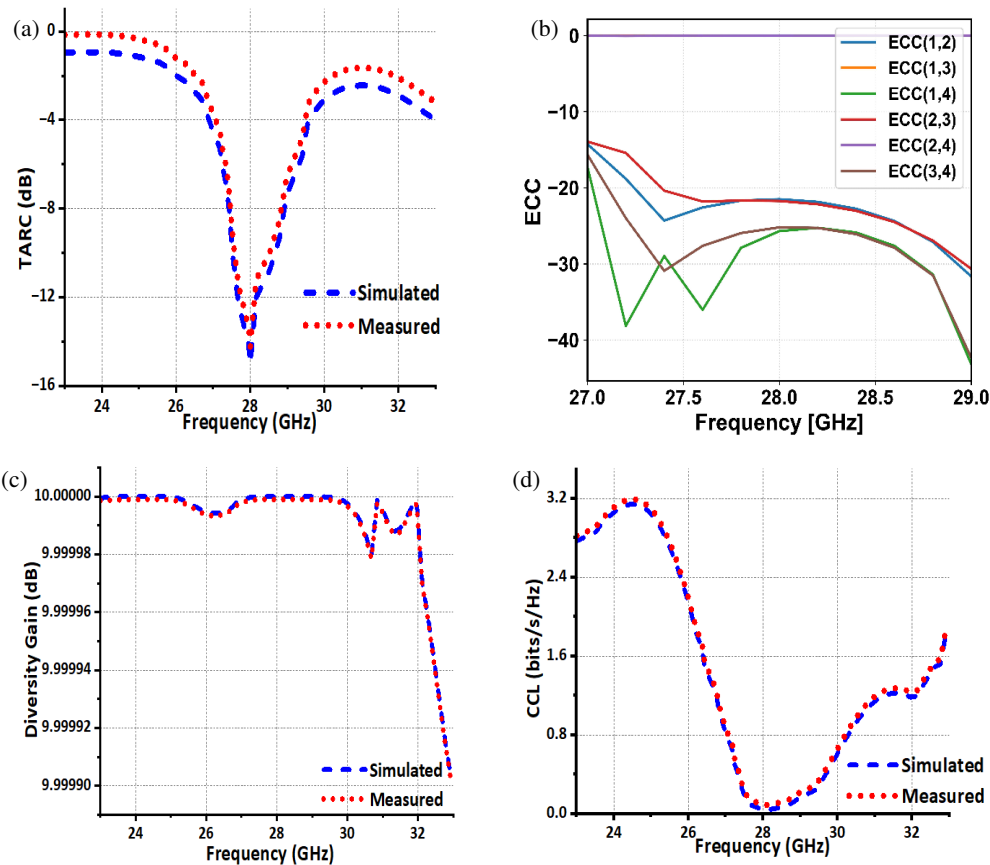 (a)
0
−4
−8
−12
−16
TARC (dB)
Simulated
Measured
24 26 28 30 32
Frequency (GHz)
(b)
0
−10
−20
−30
−40
ECC
ECC(1,2)
ECC(1,3)
ECC(1,4)
ECC(2,3)
ECC(2,4)
ECC(3,4)
27.0 27.5 28.0 28.5 29.0
Frequency [GHz]
(c)
10.00000
9.99998
9.99996
9.99994
9.99992
9.99990
Diversity Gain (dB)
Simulated
Measured
24 26 28 30 32
Frequency (GHz)
(d)
3.2
2.4
1.6
0.8
0.0
CCL (bits/s/Hz)
Simulated
Measured
24 26 28 30 32
Frequency (GHz)